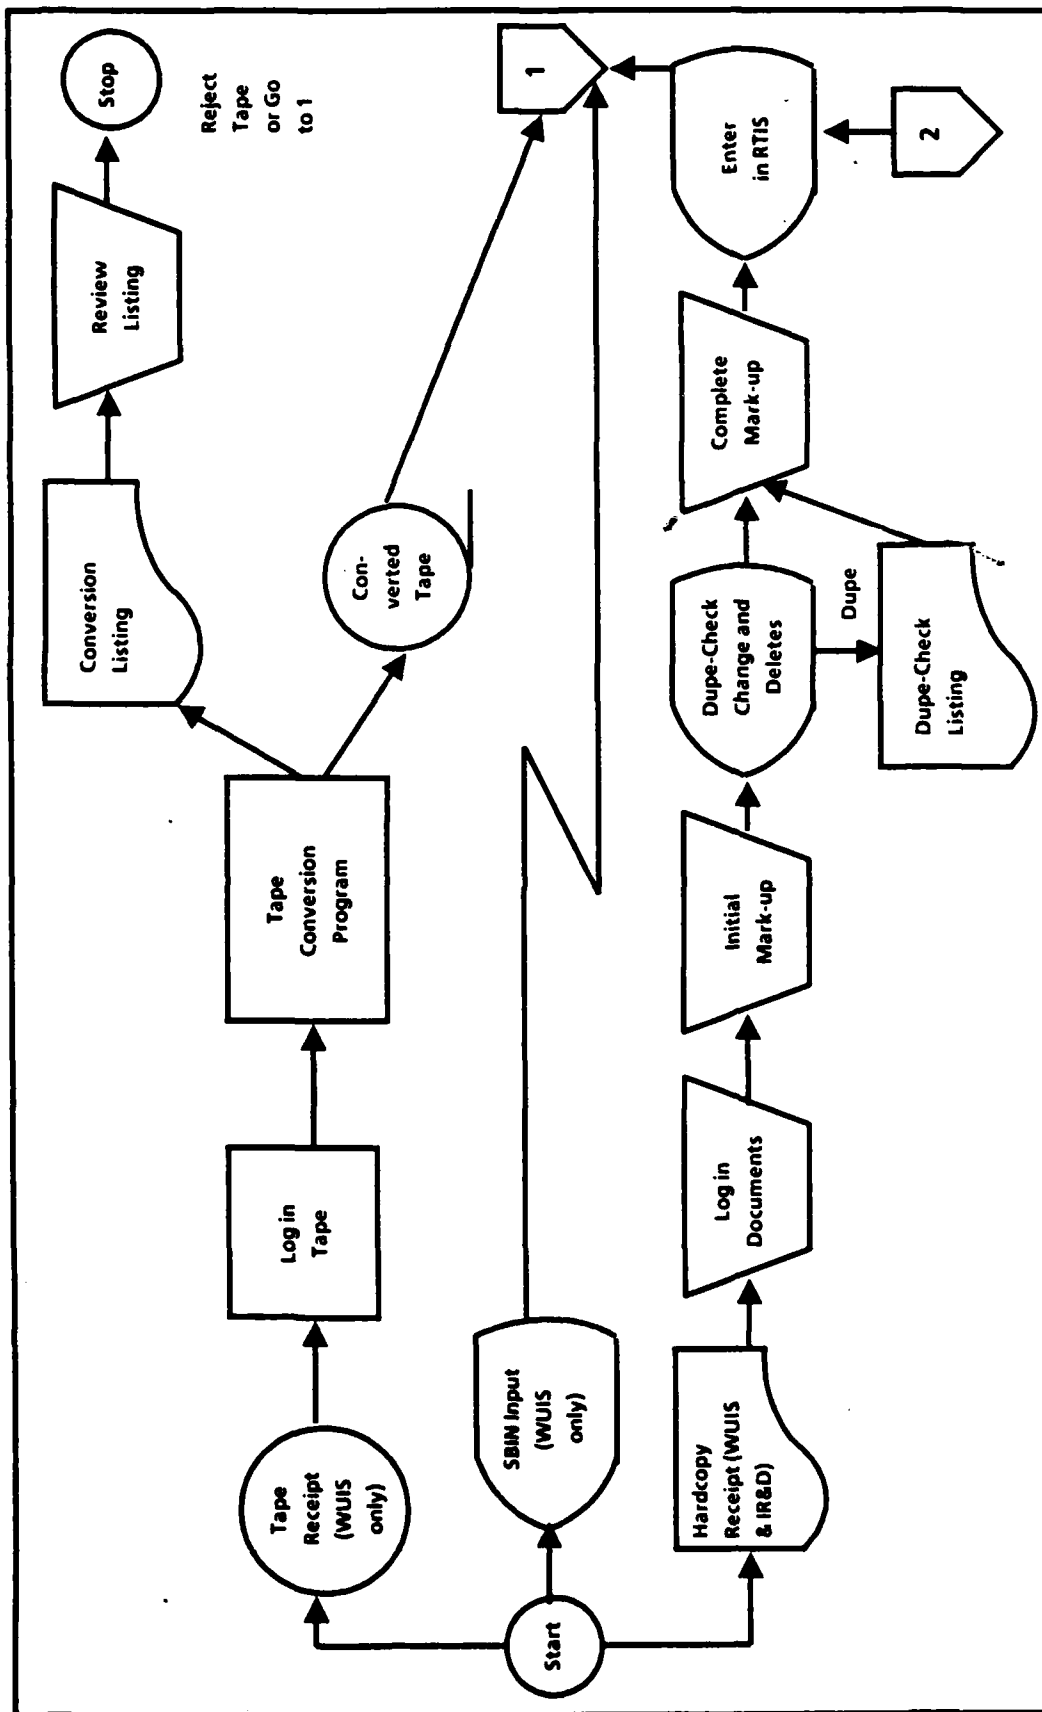 Start
Tape
Receipt
(WUIS
only)
Log in
Tape
Tape
Conversion
Program
Conversion
Listing
Review
Listing
Stop
Reject
Tape
or Go
to 1
Con-
verted
Tape
SBIN Input
(WUIS
only)
1
Hardcopy
Receipt (WUIS
& IR&D)
Log in
Documents
Initial
Mark-up
Dupe-Check
Change and
Deletes
Dupe
Dupe-Check
Listing
Complete
Mark-up
Enter
in RTIS
2